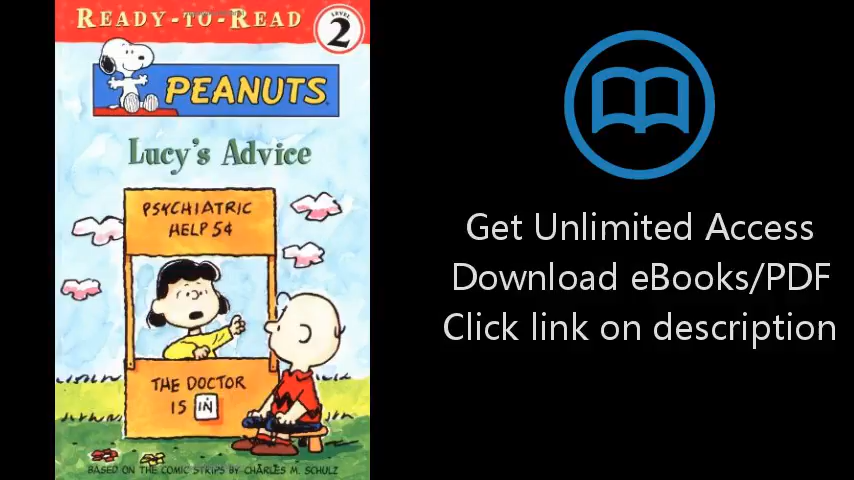 READY-TO-READ
LEVEL
2
PEANUTS
Lucy's Advice
PSYCHIATRIC
HELP 5¢
THE DOCTOR
IS IN
BASED ON THE COMIC STRIPS BY CHARLES M. SCHULZ
Get Unlimited Access
Download eBooks/PDF
Click link on description